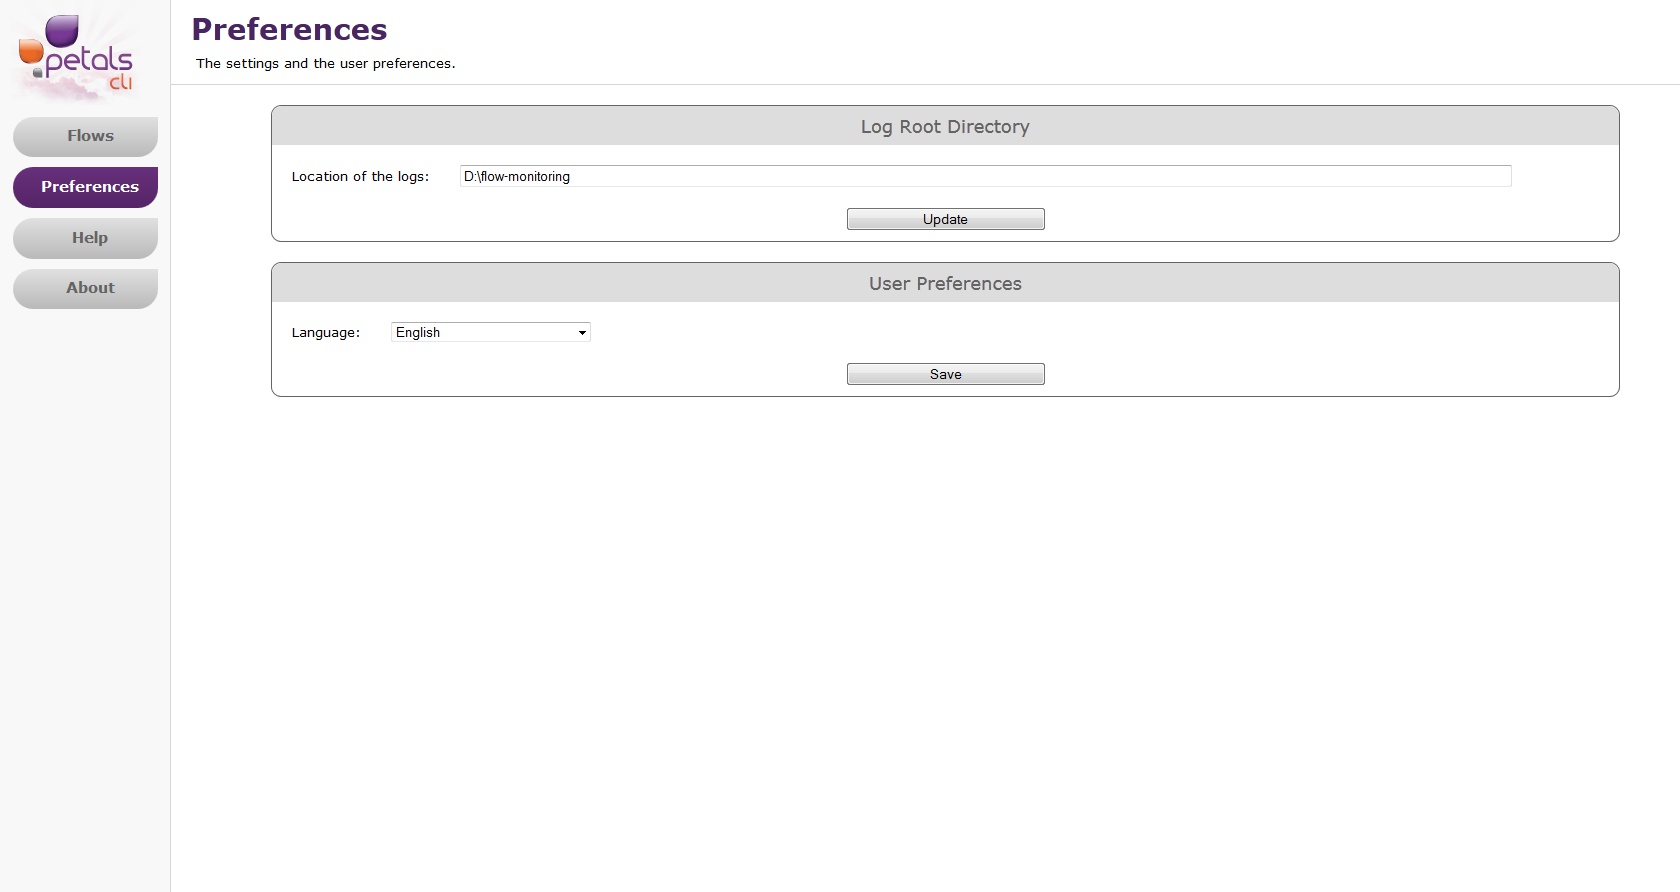 petals
cli
Flows
Preferences
Help
About
Preferences
The settings and the user preferences.
Log Root Directory
Location of the logs: D:\flow-monitoring
Update
User Preferences
Language: English
Save